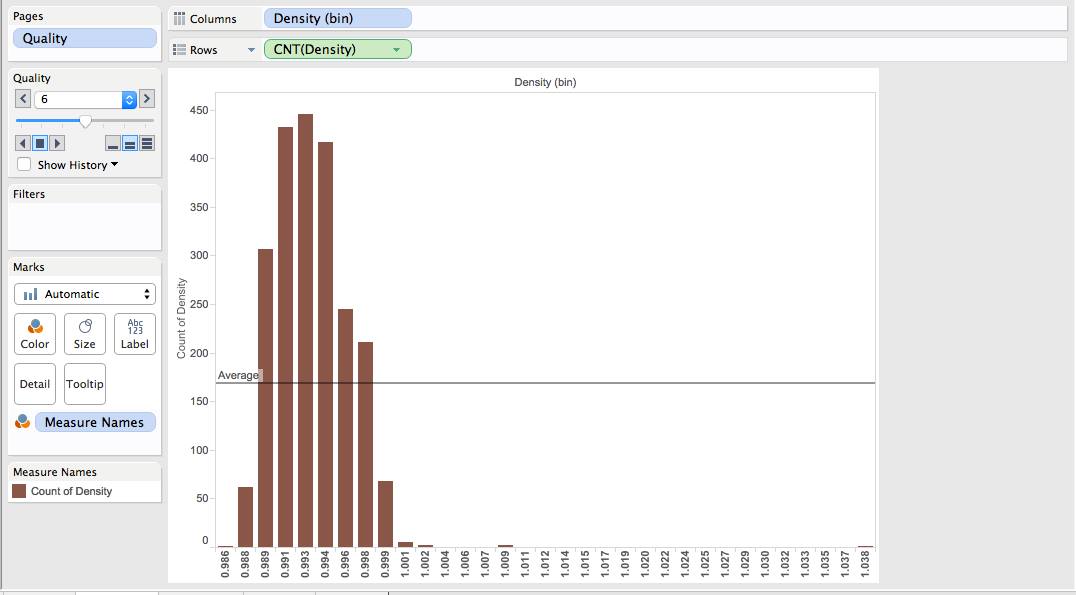 Pages
Quality
Quality
6
Show History
Filters
Marks
Automatic
Color
Size
Abc
123
Label
Detail
Tooltip
Measure Names
Measure Names
Count of Density
Columns
Density (bin)
Rows
CNT(Density)
Density (bin)
Count of Density
450
400
350
300
250
200
150
100
50
0
Average
0.986
0.988
0.989
0.991
0.993
0.994
0.996
0.998
0.999
1.001
1.002
1.004
1.006
1.007
1.009
1.011
1.012
1.014
1.015
1.017
1.019
1.020
1.022
1.024
1.025
1.027
1.029
1.030
1.032
1.033
1.035
1.037
1.038